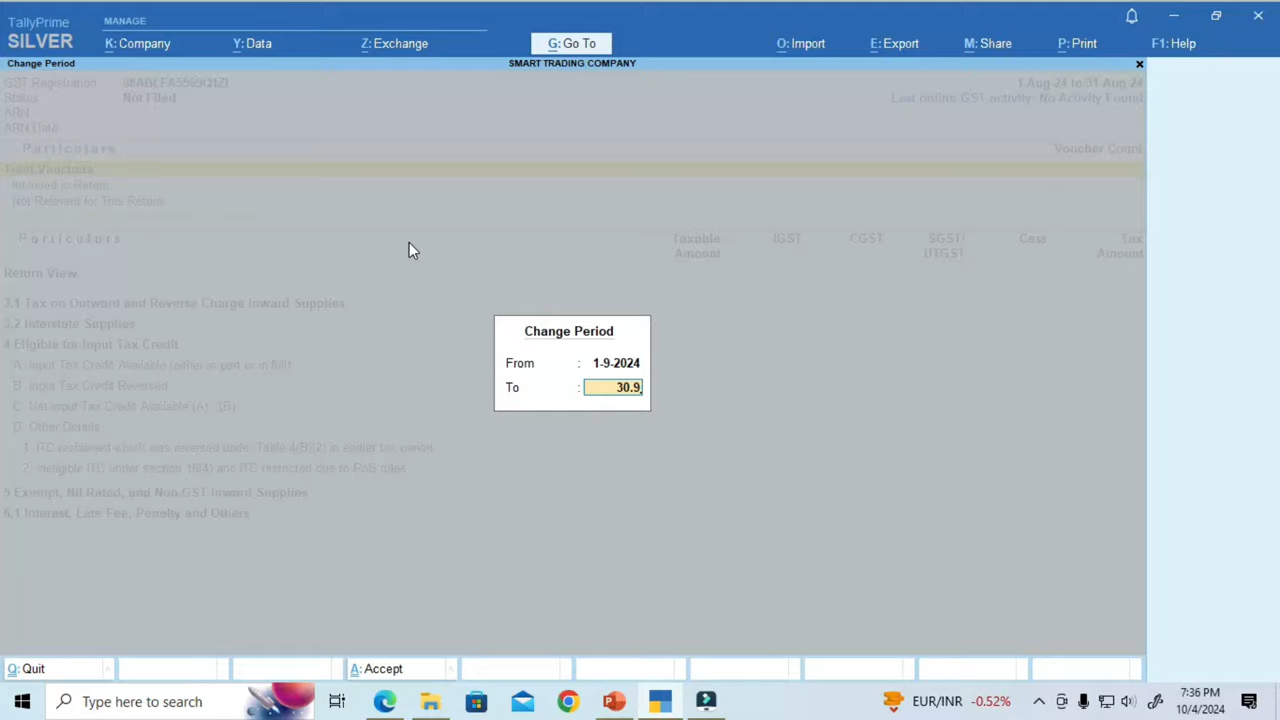 TallyPrime
SILVER
MANAGE
K: Company
Y: Data
Z: Exchange
G: Go To
O: Import
E: Export
M: Share
P: Print
F1: Help
Change Period
SMART TRADING COMPANY
GST Registration
1-Aug-24 to 31-Aug-24
Status
Not Filed
Last online GST activity: No Activity Found
ARN
ARN Date
Particulars
Voucher Count
Total Vouchers
Included in Return
Not Relevant for This Return
Particulars
Taxable Amount
IGST
CGST
SGST/ UTGST
Cess
Tax Amount
Return View
3.1 Tax on Outward and Reverse Charge Inward Supplies
3.2 Interstate Supplies
4 Eligible for Input Tax Credit
A. Input Tax Credit Available (either in part or in full)
B. Input Tax Credit Reversed
C. Net Input Tax Credit Available (A) - (B)
D. Other Details
1. ITC reclaimed which was reversed under Table 4(B)(2) in earlier tax period
2. Ineligible ITC under section 16(4) and ITC restricted due to PoS rules
5 Exempt, Nil Rated, and Non-GST Inward Supplies
6.1 Interest, Late Fee, Penalty and Others
Change Period
From : 1-9-2024
To : 30.9.
Q: Quit
A: Accept
Type here to search
EUR/INR -0.52%
7:36 PM
10/4/2024